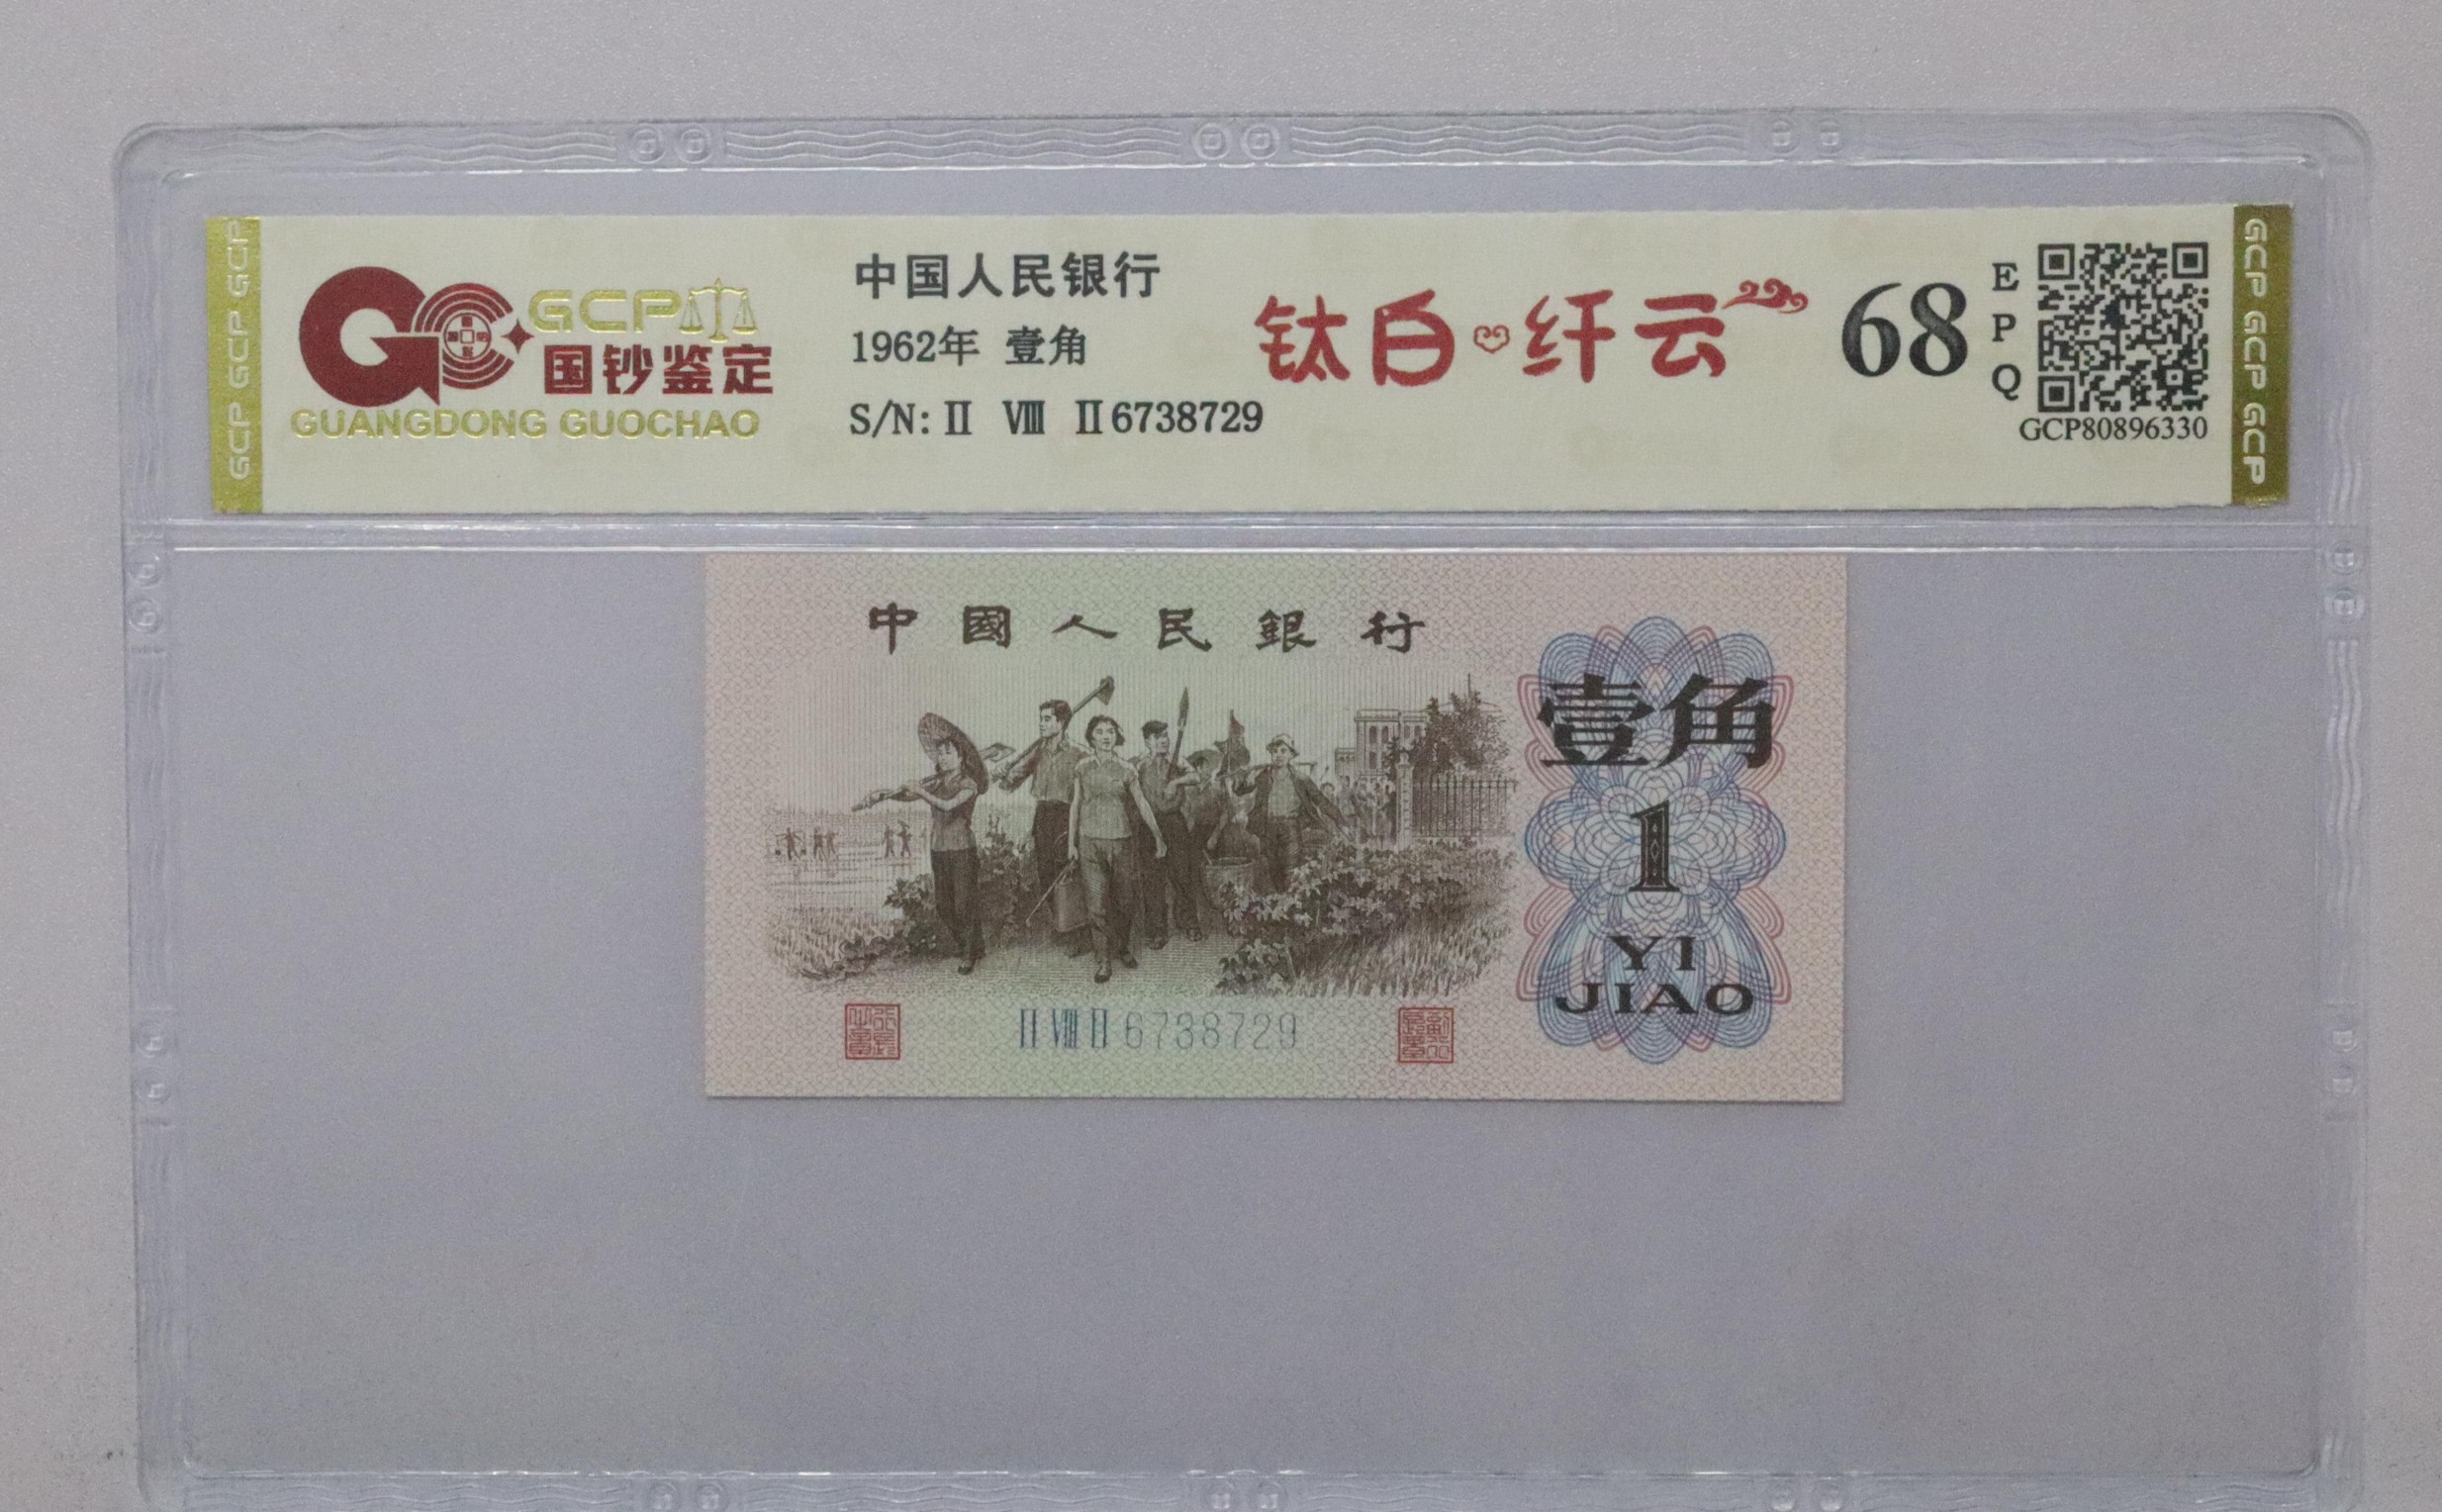 GCP GCP GCP
GCP
国钞鉴定
GUANGDONG GUOCHAO
中国人民银行
1962年 壹角
S/N: Ⅱ Ⅷ Ⅱ6738729
钛白 纤云
68
E
P
Q
GCP80896330
GCP GCP GCP
中國人民銀行
壹角
1
YI
JIAO
Ⅱ Ⅷ Ⅱ 6738729